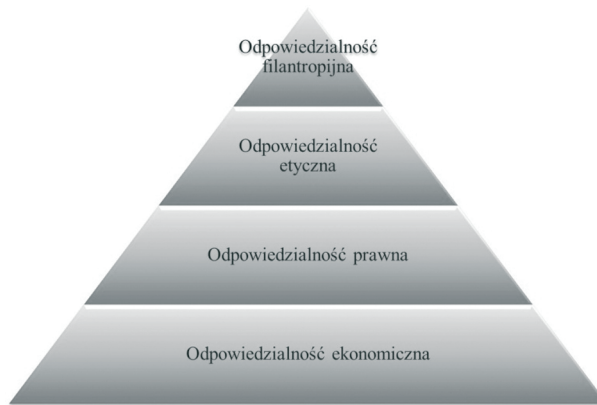 Odpowiedzialność
filantropijna
Odpowiedzialność
etyczna
Odpowiedzialność prawna
Odpowiedzialność ekonomiczna